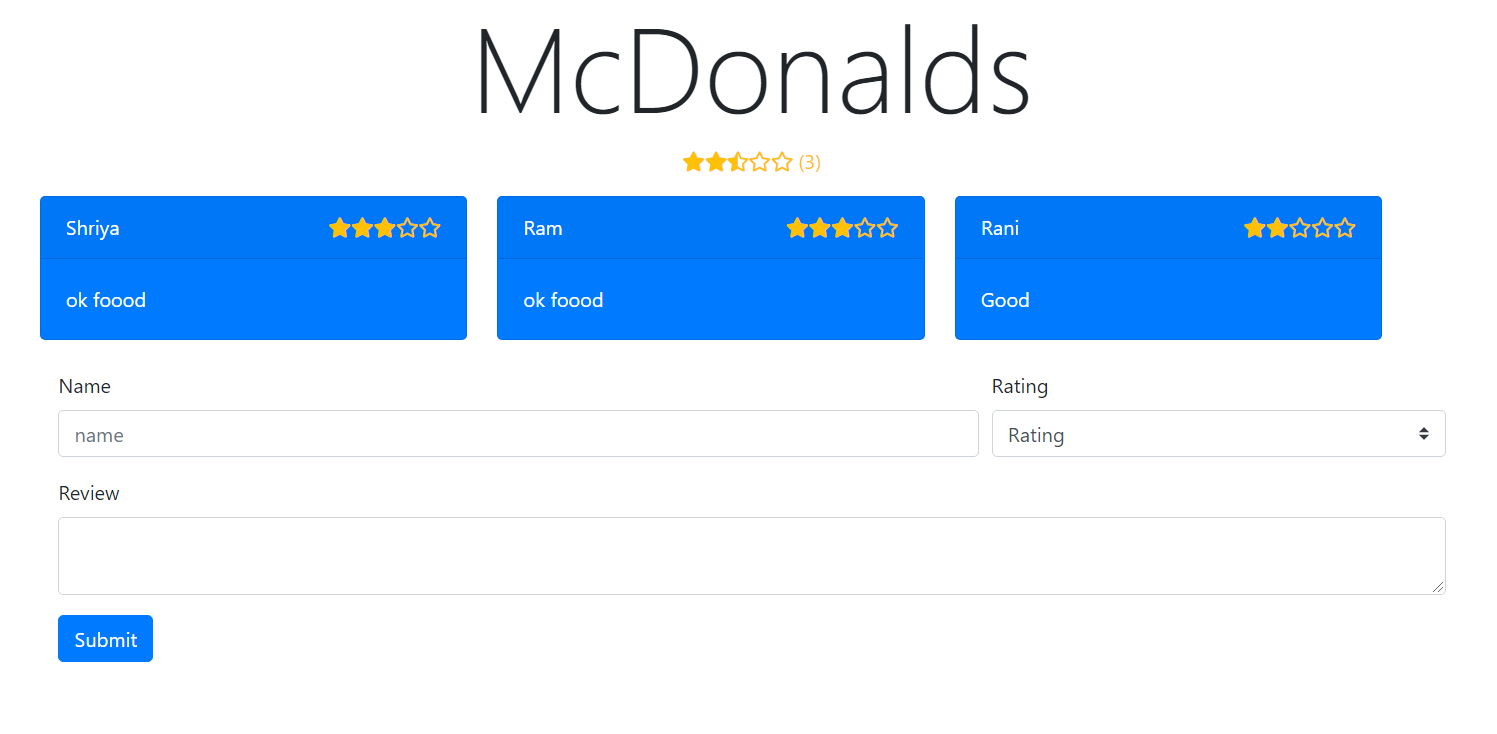 McDonalds
(3)
Shriya
ok foood
Ram
ok foood
Rani
Good
Name
name
Rating
Rating
Review
Submit